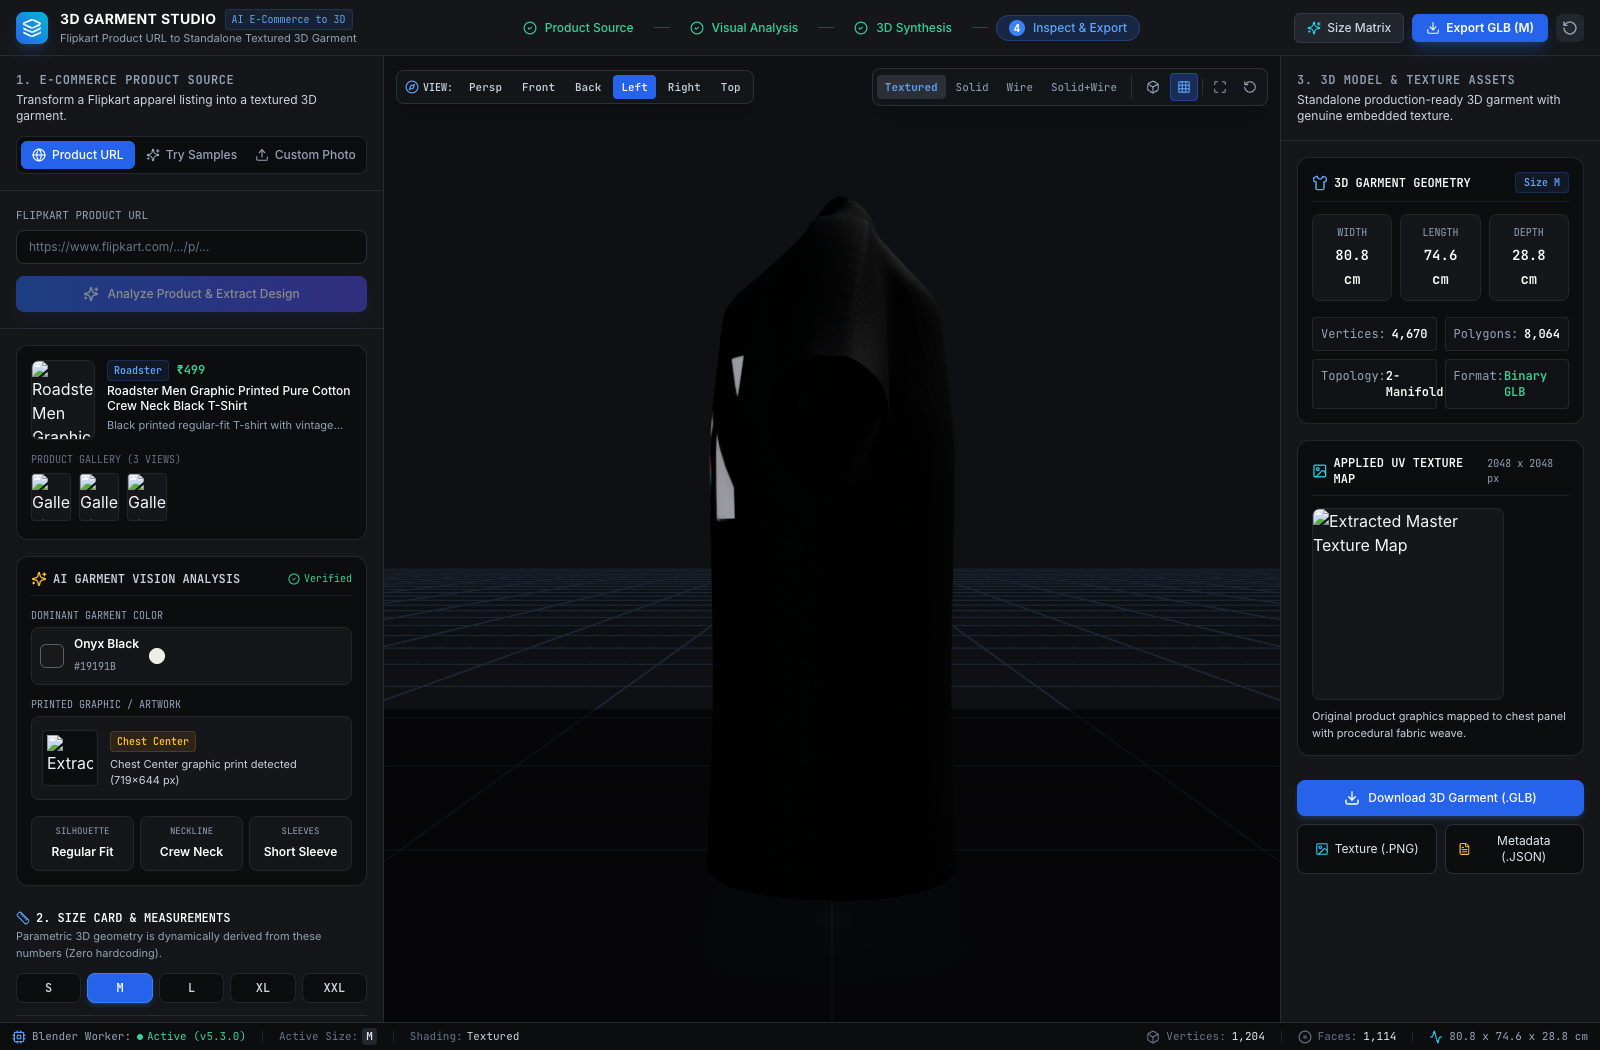 3D GARMENT STUDIO
AI E-Commerce to 3D
Flipkart Product URL to Standalone Textured 3D Garment
Product Source
Visual Analysis
3D Synthesis
4 Inspect & Export
Size Matrix
Export GLB (M)
1. E-COMMERCE PRODUCT SOURCE
Transform a Flipkart apparel listing into a textured 3D
garment.
Product URL
Try Samples
Custom Photo
FLIPKART PRODUCT URL
https://www.flipkart.com/.../p/...
Analyze Product & Extract Design
Roadste
Men
Graphic
Roadster ₹499
Roadster Men Graphic Printed Pure Cotton
Crew Neck Black T-Shirt
Black printed regular-fit T-shirt with vintage...
PRODUCT GALLERY (3 VIEWS)
Galle Galle Galle
AI GARMENT VISION ANALYSIS
Verified
DOMINANT GARMENT COLOR
Onyx Black
#19191B
PRINTED GRAPHIC / ARTWORK
Extrac
Chest Center
Chest Center graphic print detected
(719×644 px)
SILHOUETTE
Regular Fit
NECKLINE
Crew Neck
SLEEVES
Short Sleeve
2. SIZE CARD & MEASUREMENTS
Parametric 3D geometry is dynamically derived from these
numbers (Zero hardcoding).
S M L XL XXL
VIEW: Persp Front Back Left Right Top
Textured Solid Wire Solid+Wire
3. 3D MODEL & TEXTURE ASSETS
Standalone production-ready 3D garment with
genuine embedded texture.
3D GARMENT GEOMETRY
Size M
WIDTH
80.8
cm
LENGTH
74.6
cm
DEPTH
28.8
cm
Vertices: 4,670
Polygons: 8,064
Topology: 2-
Manifold
Format: Binary
GLB
APPLIED UV TEXTURE
MAP
2048 x 2048
px
Extracted Master
Texture Map
Original product graphics mapped to chest panel
with procedural fabric weave.
Download 3D Garment (.GLB)
Texture (.PNG)
Metadata
(.JSON)
Blender Worker: Active (v5.3.0)
Active Size: M
Shading: Textured
Vertices: 1,204
Faces: 1,114
80.8 x 74.6 x 28.8 cm